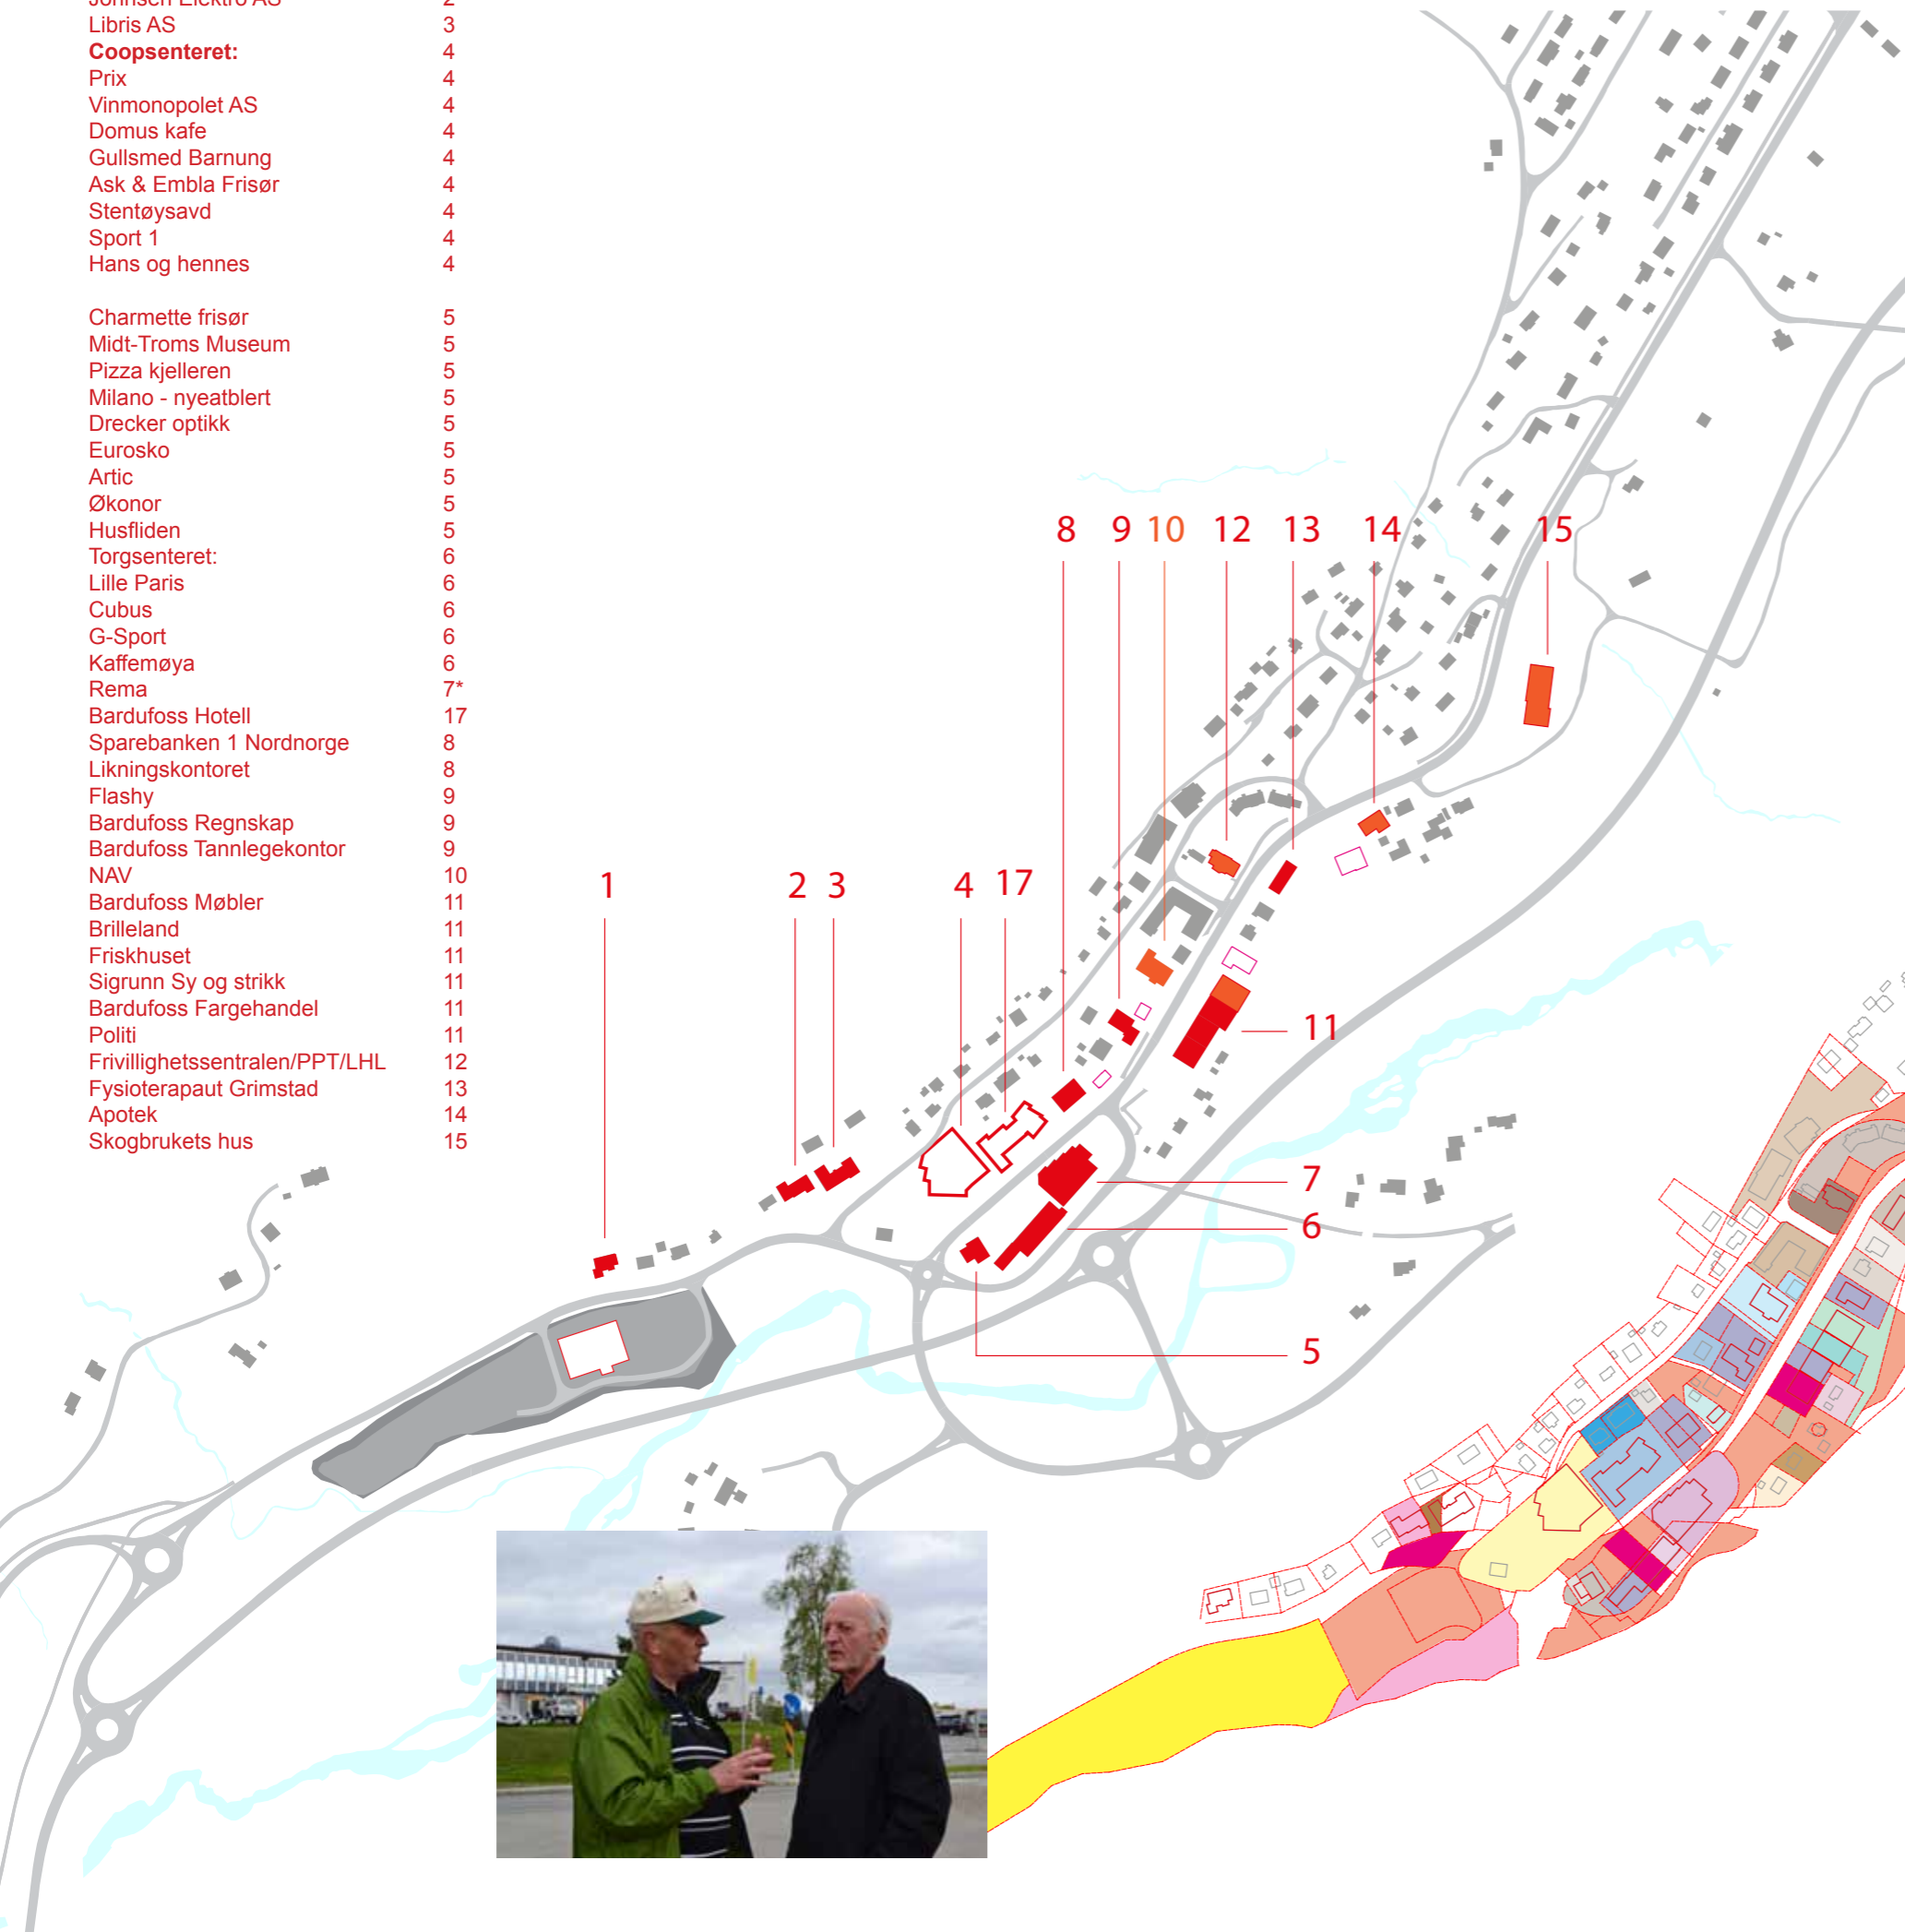 Johnsen Elektro AS 2
Libris AS 3
Coopsenteret: 4
Prix 4
Vinmonopolet AS 4
Domus kafe 4
Gullsmed Barnung 4
Ask & Embla Frisør 4
Stentøysavd 4
Sport 1 4
Hans og hennes 4
Charmette frisør 5
Midt-Troms Museum 5
Pizza kjelleren 5
Milano - nyeatblert 5
Drecker optikk 5
Eurosko 5
Artic 5
Økonor 5
Husfliden 5
Torgsenteret: 6
Lille Paris 6
Cubus 6
G-Sport 6
Kaffemøya 6
Rema 7*
Bardufoss Hotell 17
Sparebanken 1 Nordnorge 8
Likningskontoret 8
Flashy 9
Bardufoss Regnskap 9
Bardufoss Tannlegekontor 9
NAV 10
Bardufoss Møbler 11
Brilleland 11
Friskhuset 11
Sigrunn Sy og strikk 11
Bardufoss Fargehandel 11
Politi 11
Frivillighetssentralen/PPT/LHL 12
Fysioterapaut Grimstad 13
Apotek 14
Skogbrukets hus 15
8 9 10 12 13 14 15
1 2 3 4 17
11
7
6
5